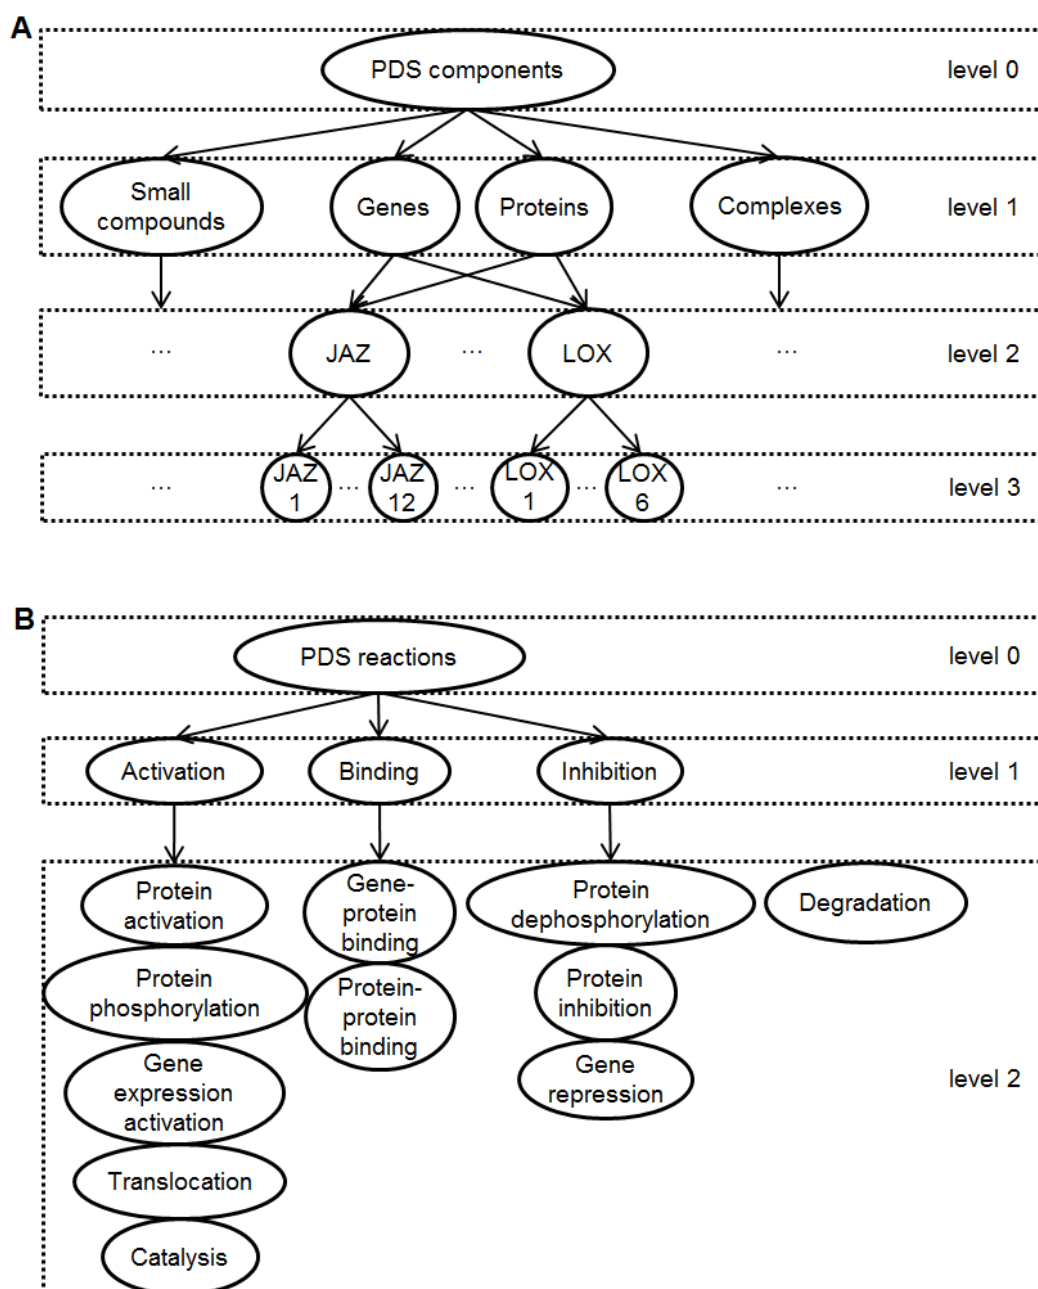 A
PDS components
level 0
Small
compounds
Genes
Proteins
Complexes
level 1
...
JAZ
...
LOX
...
level 2
...
JAZ
1
...
JAZ
12
...
LOX
1
...
LOX
6
...
level 3
B
PDS reactions
level 0
Activation
Binding
Inhibition
level 1
Protein
activation
Gene-
protein
binding
Protein
dephosphorylation
Degradation
Protein
phosphorylation
Protein-
protein
binding
Protein
inhibition
Gene
expression
activation
Gene
repression
level 2
Translocation
Catalysis